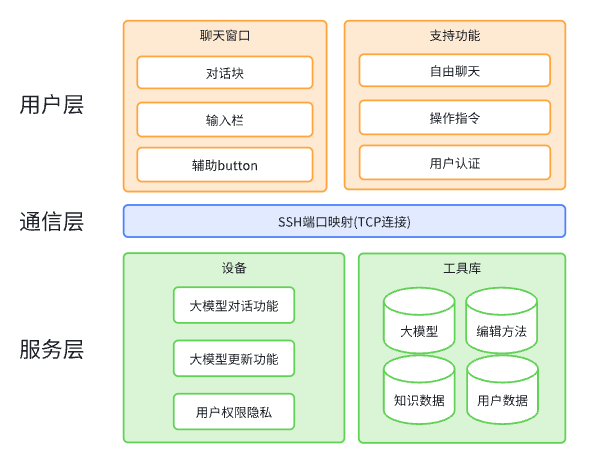 用户层
聊天窗口
对话块
输入栏
辅助button
支持功能
自由聊天
操作指令
用户认证
通信层
SSH端口映射(TCP连接)
服务层
设备
大模型对话功能
大模型更新功能
用户权限隐私
工具库
大模型
编辑方法
知识数据
用户数据